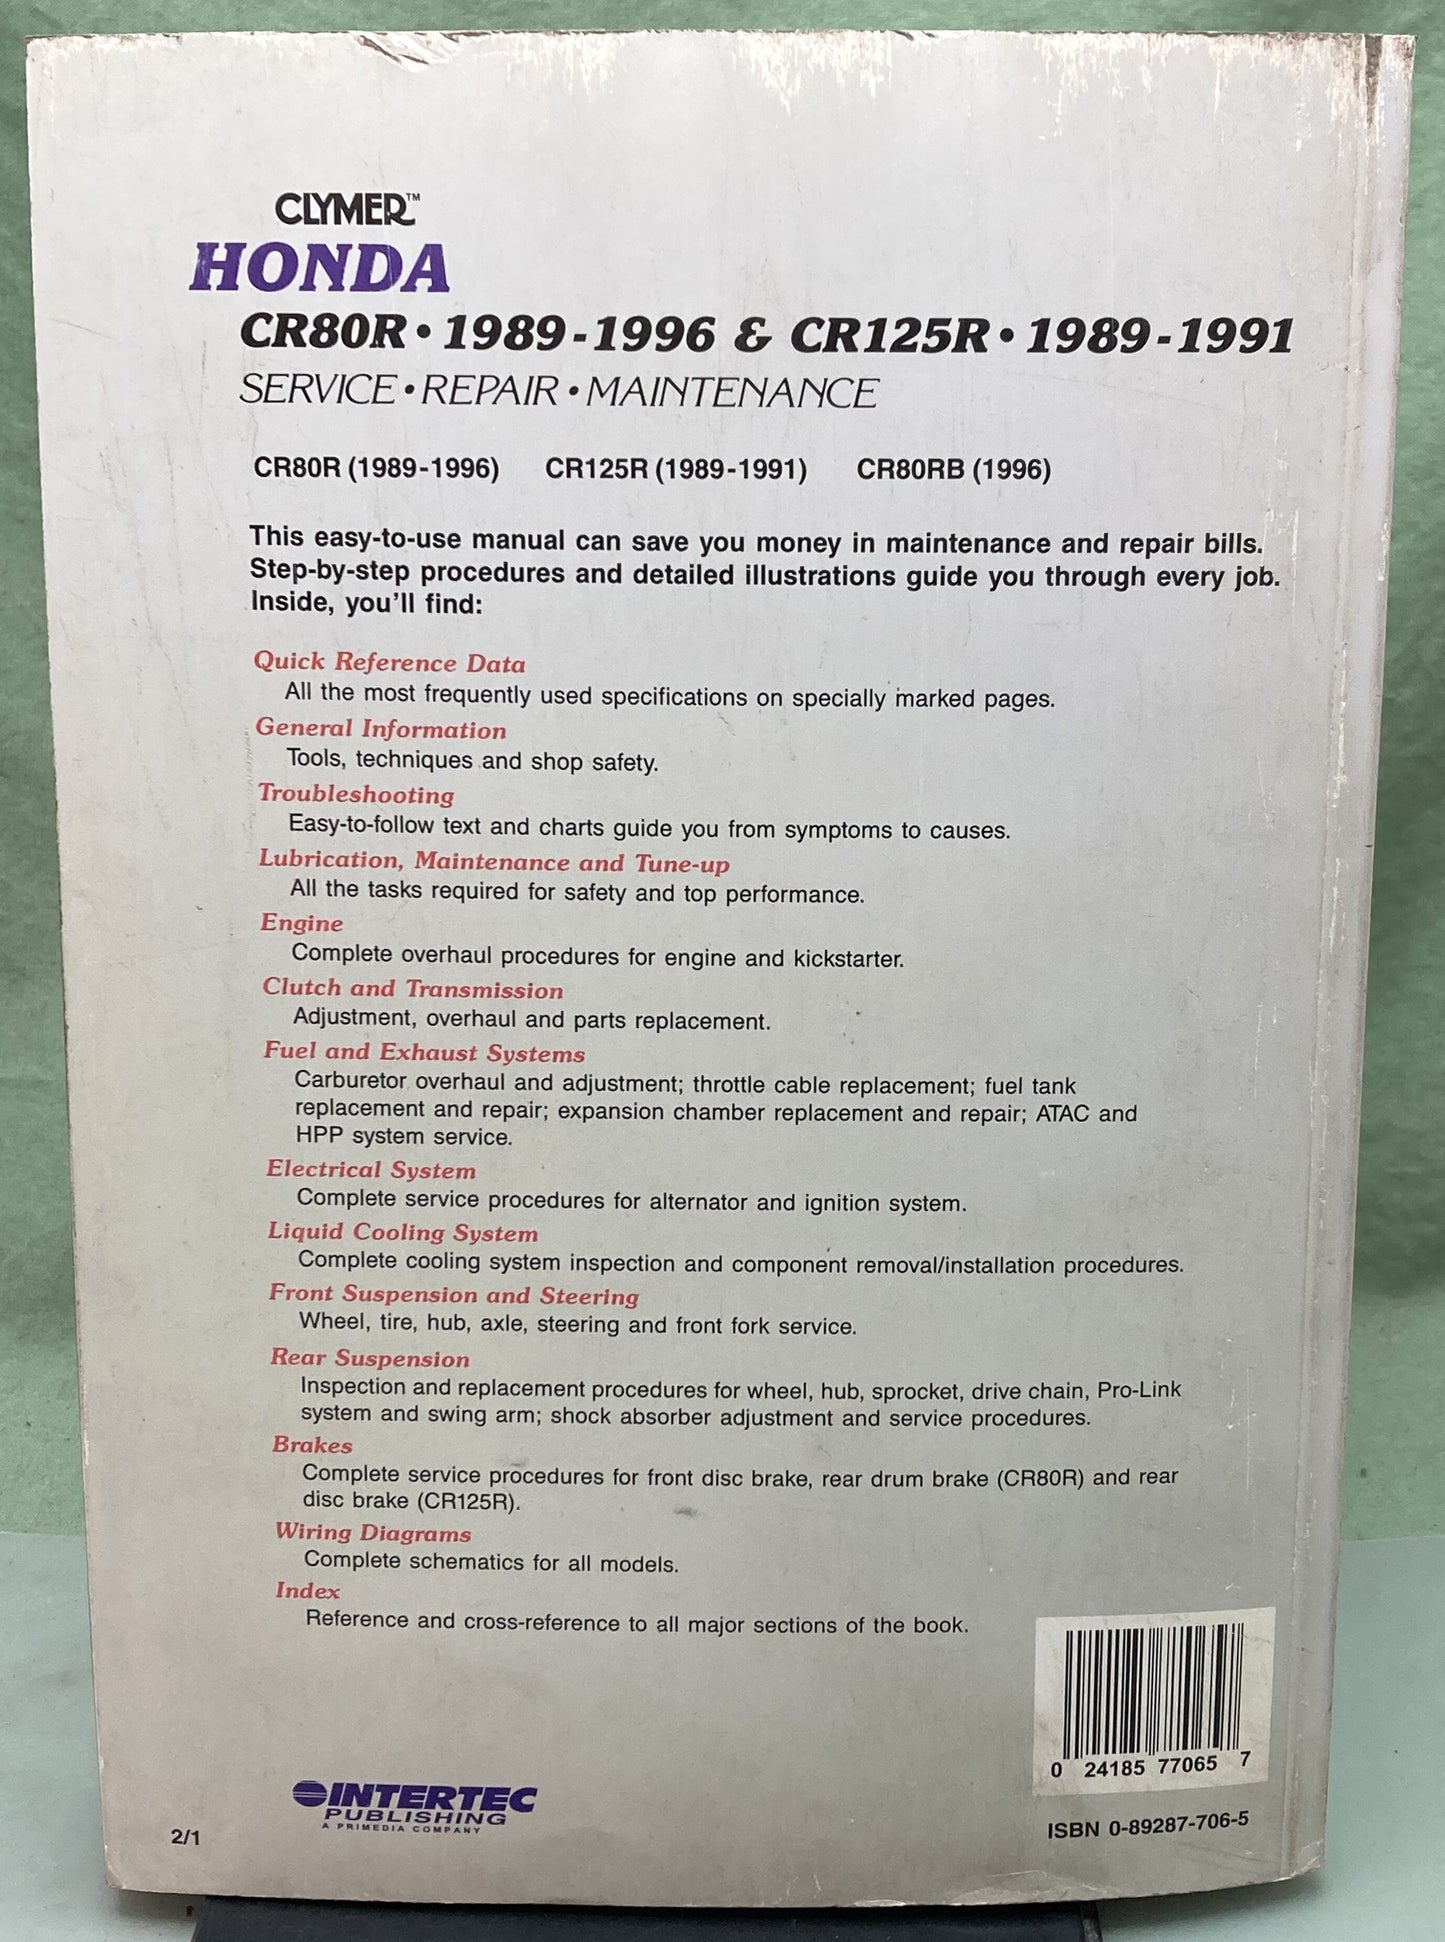 CLYMER™
HONDA
CR80R • 1989-1996 & CR125R • 1989-1991
SERVICE • REPAIR • MAINTENANCE
CR80R (1989-1996) CR125R (1989-1991) CR80RB (1996)
This easy-to-use manual can save you money in maintenance and repair bills.
Step-by-step procedures and detailed illustrations guide you through every job.
Inside, you'll find:
Quick Reference Data
All the most frequently used specifications on specially marked pages.
General Information
Tools, techniques and shop safety.
Troubleshooting
Easy-to-follow text and charts guide you from symptoms to causes.
Lubrication, Maintenance and Tune-up
All the tasks required for safety and top performance.
Engine
Complete overhaul procedures for engine and kickstarter.
Clutch and Transmission
Adjustment, overhaul and parts replacement.
Fuel and Exhaust Systems
Carburetor overhaul and adjustment; throttle cable replacement; fuel tank
replacement and repair; expansion chamber replacement and repair; ATAC and
HPP system service.
Electrical System
Complete service procedures for alternator and ignition system.
Liquid Cooling System
Complete cooling system inspection and component removal/installation procedures.
Front Suspension and Steering
Wheel, tire, hub, axle, steering and front fork service.
Rear Suspension
Inspection and replacement procedures for wheel, hub, sprocket, drive chain, Pro-Link
system and swing arm; shock absorber adjustment and service procedures.
Brakes
Complete service procedures for front disc brake, rear drum brake (CR80R) and rear
disc brake (CR125R).
Wiring Diagrams
Complete schematics for all models.
Index
Reference and cross-reference to all major sections of the book.
0 24185 77065 7
INTERTEC
PUBLISHING
A PRIMEDIA COMPANY
2/1
ISBN 0-89287-706-5